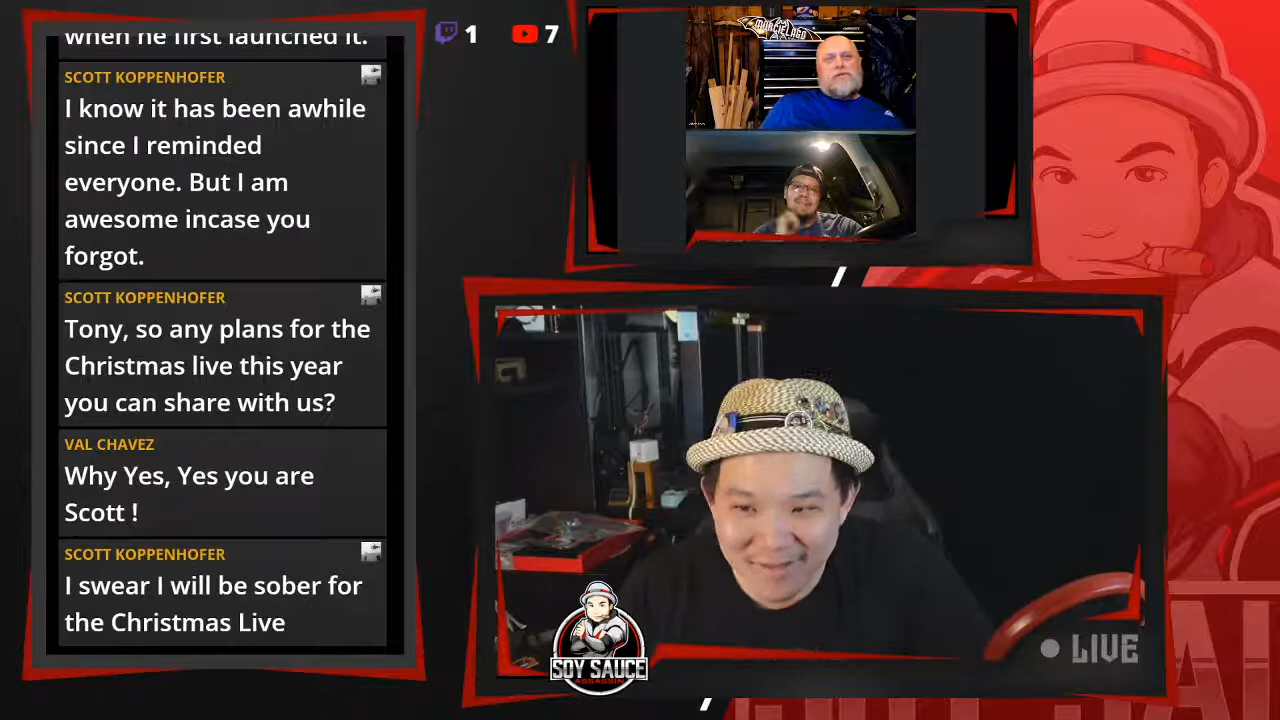 when he first launched it.
SCOTT KOPPENHOFER
I know it has been awhile
since I reminded
everyone. But I am
awesome incase you
forgot.
SCOTT KOPPENHOFER
Tony, so any plans for the
Christmas live this year
you can share with us?
VAL CHAVEZ
Why Yes, Yes you are
Scott !
SCOTT KOPPENHOFER
I swear I will be sober for
the Christmas Live
1
7
MURCIELAGO
SOY SAUCE
ASSASSIN
LIVE